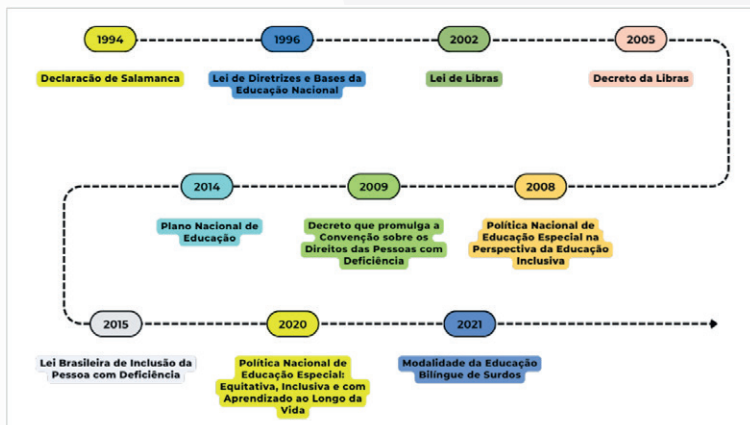 1994
Declaração de Salamanca
1996
Lei de Diretrizes e Bases da
Educação Nacional
2002
Lei de Libras
2005
Decreto da Libras
2008
Política Nacional de
Educação Especial na
Perspectiva da Educação
Inclusiva
2009
Decreto que promulga a
Convenção sobre os
Direitos das Pessoas com
Deficiência
2014
Plano Nacional de
Educação
2015
Lei Brasileira de Inclusão da
Pessoa com Deficiência
2020
Política Nacional de
Educação Especial:
Equitativa, Inclusiva e com
Aprendizado ao Longo da
Vida
2021
Modalidade da Educação
Bilíngue de Surdos